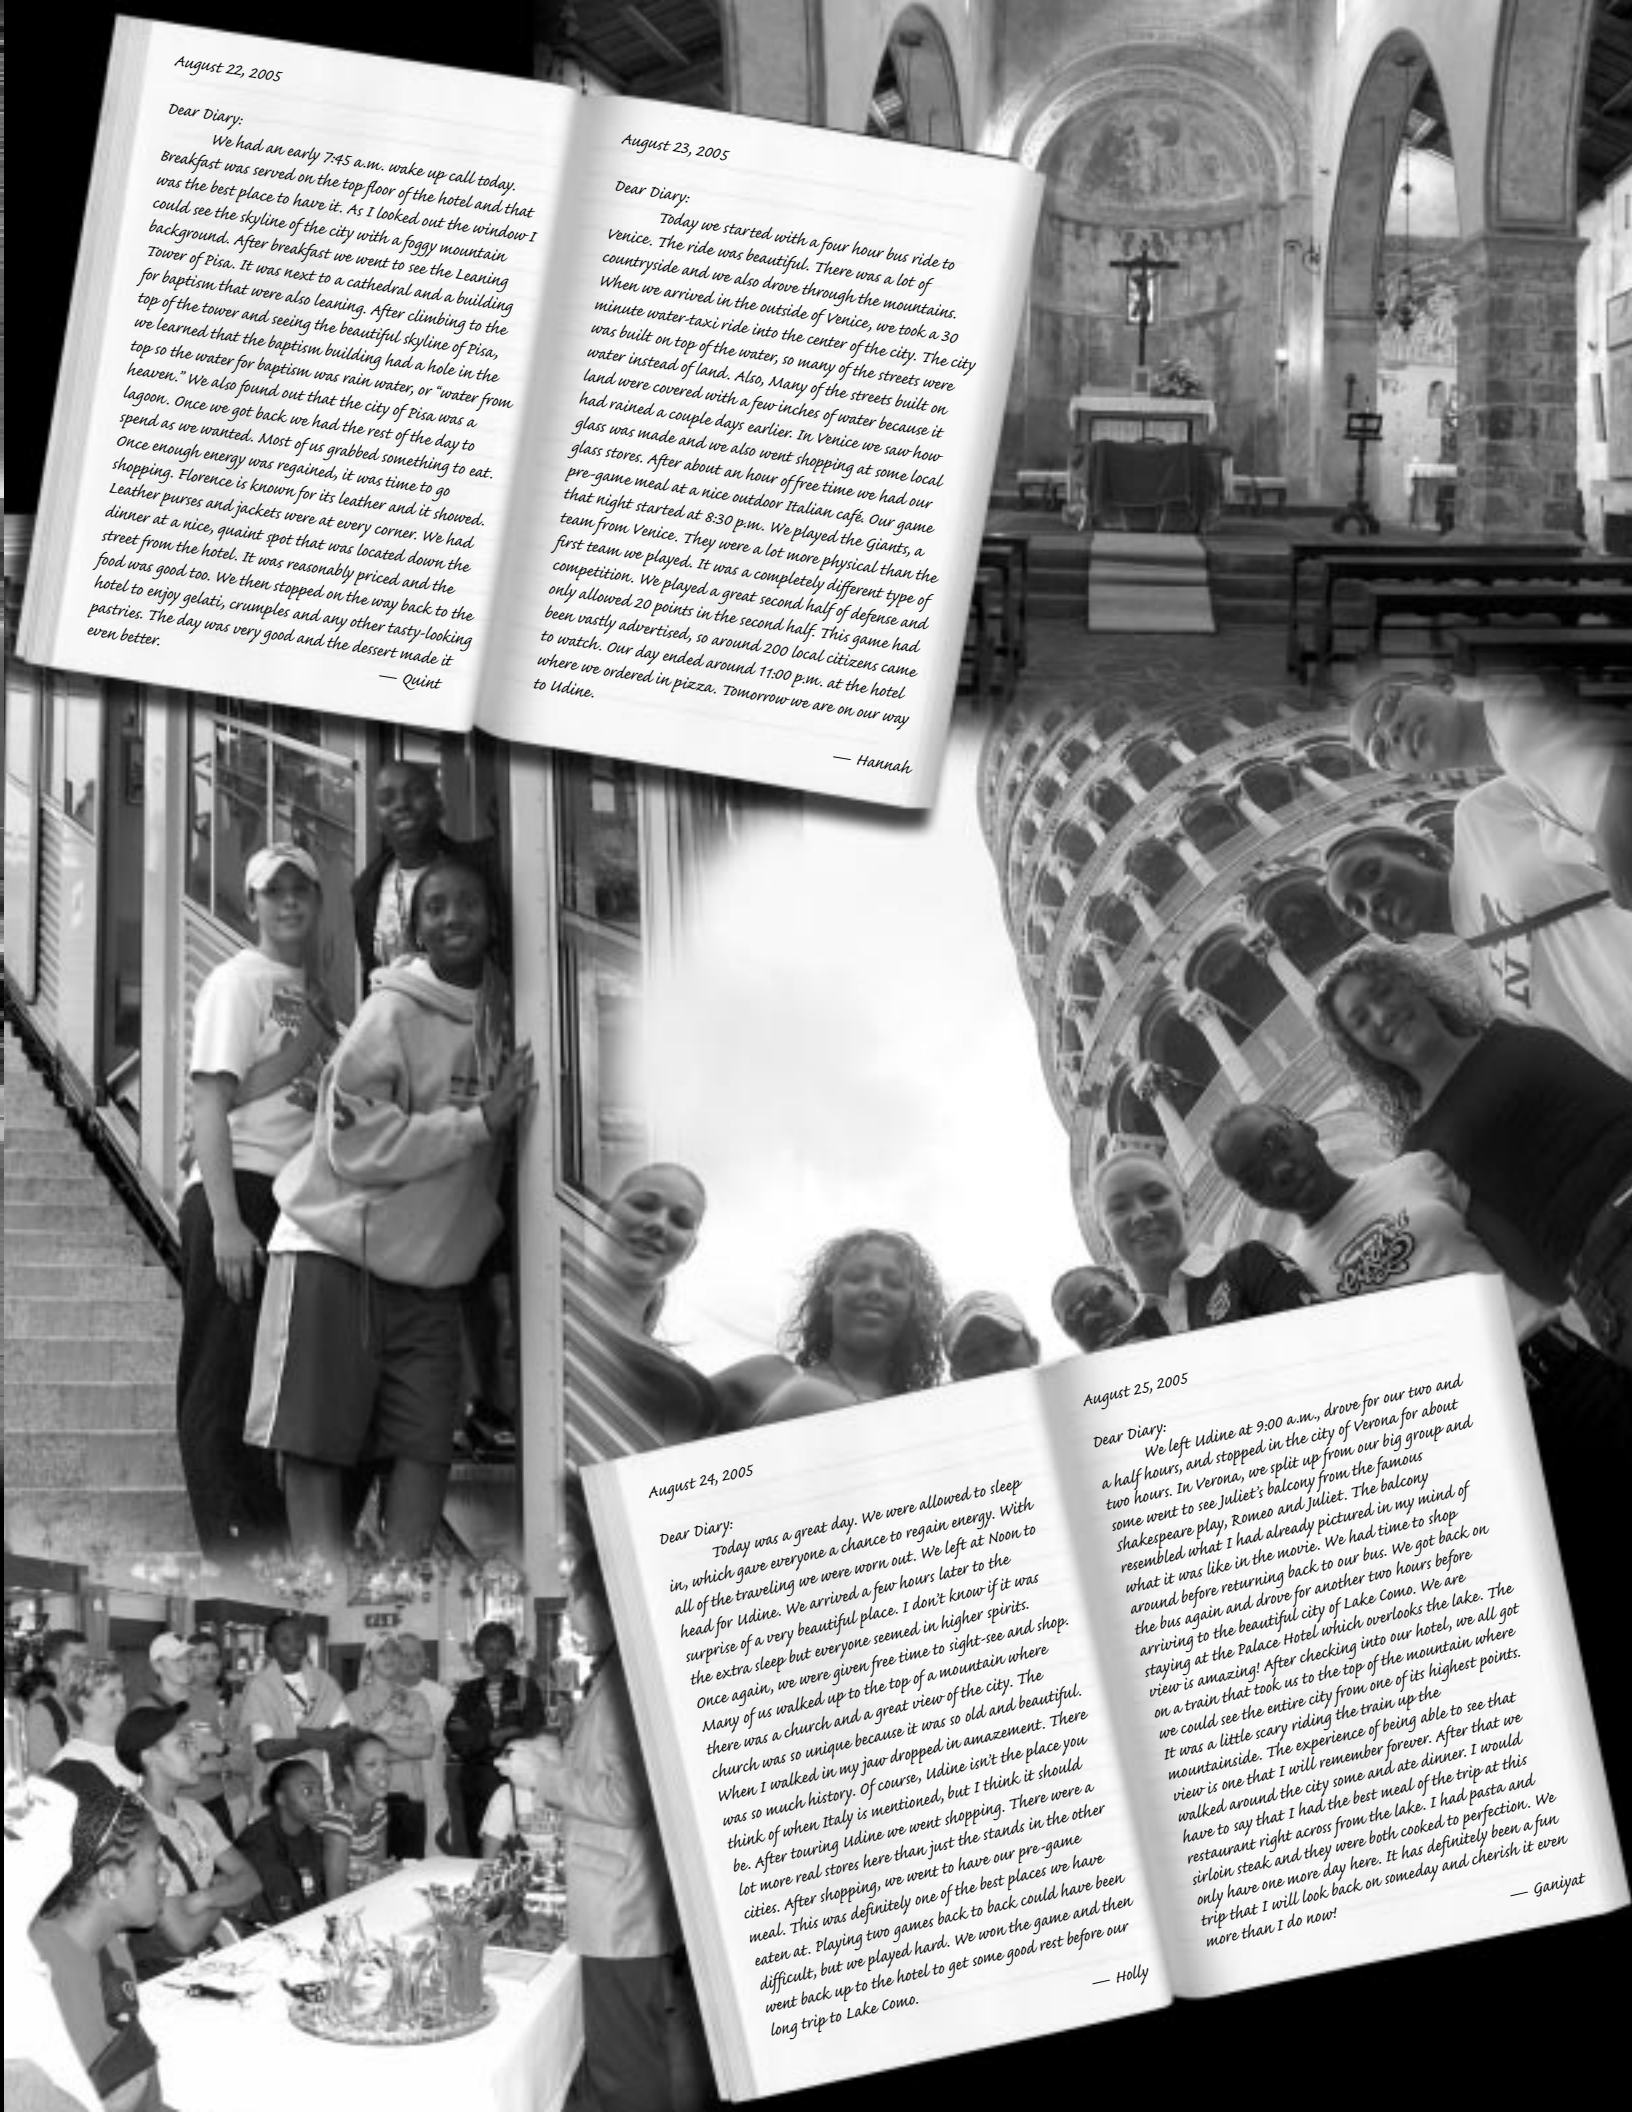 August 22, 2005
Dear Diary:
We had an early 7:45 a.m. wake up call today.
Breakfast was served on the top floor of the hotel and that
was the best place to have it. As I looked out the window I
could see the skyline of the city with a foggy mountain
background. After breakfast we went to see the Leaning
Tower of Pisa. It was next to a cathedral and a building
for baptism that were also leaning. After climbing to the
top of the tower and seeing the beautiful skyline of Pisa,
we learned that the baptism building had a hole in the
top so the water for baptism was rain water, or “water from
heaven.” We also found out that the city of Pisa was a
lagoon. Once we got back we had the rest of the day to
spend as we wanted. Most of us grabbed something to eat.
Once enough energy was regained, it was time to go
shopping. Florence is known for its leather and it showed.
Leather purses and jackets were at every corner. We had
dinner at a nice, quaint spot that was located down the
street from the hotel. It was reasonably priced and the
food was good too. We then stopped on the way back to the
hotel to enjoy gelati, crumples and any other tasty-looking
pastries. The day was very good and the dessert made it
even better.
— Quint
August 23, 2005
Dear Diary:
Today we started with a four hour bus ride to
Venice. The ride was beautiful. There was a lot of
countryside and we also drove through the mountains.
When we arrived in the outside of Venice, we took a 30
minute water-taxi ride into the center of the city. The city
was built on top of the water, so many of the streets were
water instead of land. Also, Many of the streets built on
land were covered with a few inches of water because it
had rained a couple days earlier. In Venice we saw how
glass was made and we also went shopping at some local
glass stores. After about an hour of free time we had our
pre-game meal at a nice outdoor Italian café. Our game
that night started at 8:30 p.m. We played the Giants, a
team from Venice. They were a lot more physical than the
first team we played. It was a completely different type of
competition. We played a great second half of defense and
only allowed 20 points in the second half. This game had
been vastly advertised, so around 200 local citizens came
to watch. Our day ended around 11:00 p.m. at the hotel
where we ordered in pizza. Tomorrow we are on our way
to Udine.
— Hannah
August 24, 2005
Dear Diary:
Today was a great day. We were allowed to sleep
in, which gave everyone a chance to regain energy. With
all of the traveling we were worn out. We left at Noon to
head for Udine. We arrived a few hours later to the
surprise of a very beautiful place. I don't know if it was
the extra sleep but everyone seemed in higher spirits.
Once again, we were given free time to sight-see and shop.
Many of us walked up to the top of a mountain where
there was a church and a great view of the city. The
church was so unique because it was so old and beautiful.
When I walked in my jaw dropped in amazement. There
was so much history. Of course, Udine isn't the place you
think of when Italy is mentioned, but I think it should
be. After touring Udine we went shopping. There were a
lot more real stores here than just the stands in the other
cities. After shopping, we went to have our pre-game
meal. This was definitely one of the best places we have
eaten at. Playing two games back to back could have been
difficult, but we played hard. We won the game and then
went back up to the hotel to get some good rest before our
long trip to Lake Como.
— Holly
August 25, 2005
Dear Diary:
We left Udine at 9:00 a.m., drove for our two and
a half hours, and stopped in the city of Verona for about
two hours. In Verona, we split up from our big group and
some went to see Juliet's balcony from the famous
Shakespeare play, Romeo and Juliet. The balcony
resembled what I had already pictured in my mind of
what it was like in the movie. We had time to shop
around before returning back to our bus. We got back on
the bus again and drove for another two hours before
arriving to the beautiful city of Lake Como. We are
staying at the Palace Hotel which overlooks the lake. The
view is amazing! After checking into our hotel, we all got
on a train that took us to the top of the mountain where
we could see the entire city from one of its highest points.
It was a little scary riding the train up the
mountainside. The experience of being able to see that
view is one that I will remember forever. After that we
walked around the city some and ate dinner. I would
have to say that I had the best meal of the trip at this
restaurant right across from the lake. I had pasta and
sirloin steak and they were both cooked to perfection. We
only have one more day here. It has definitely been a fun
trip that I will look back on someday and cherish it even
more than I do now!
— Ganiyat